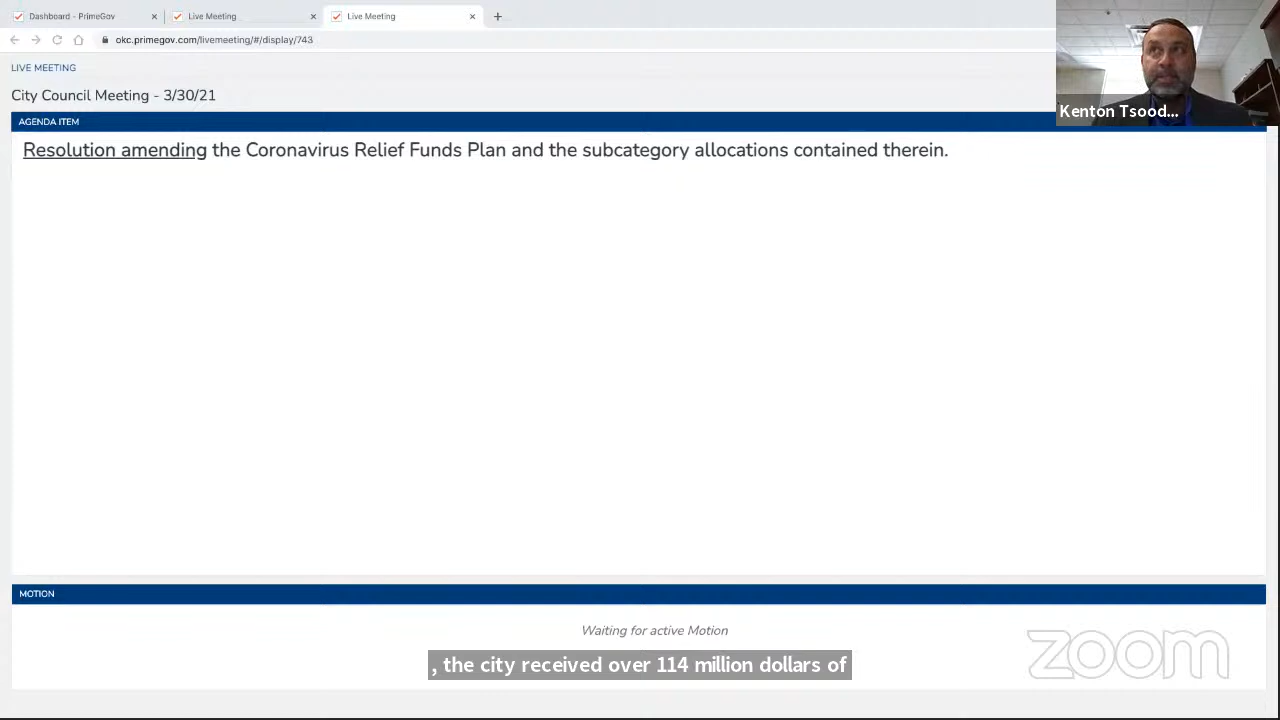 Dashboard - PrimeGov
Live Meeting
Live Meeting
okc.primegov.com/livemeeting/#/display/743
LIVE MEETING
City Council Meeting - 3/30/21
Kenton Tsood...
AGENDA ITEM
Resolution amending the Coronavirus Relief Funds Plan and the subcategory allocations contained therein.
MOTION
Waiting for active Motion
, the city received over 114 million dollars of
zoom